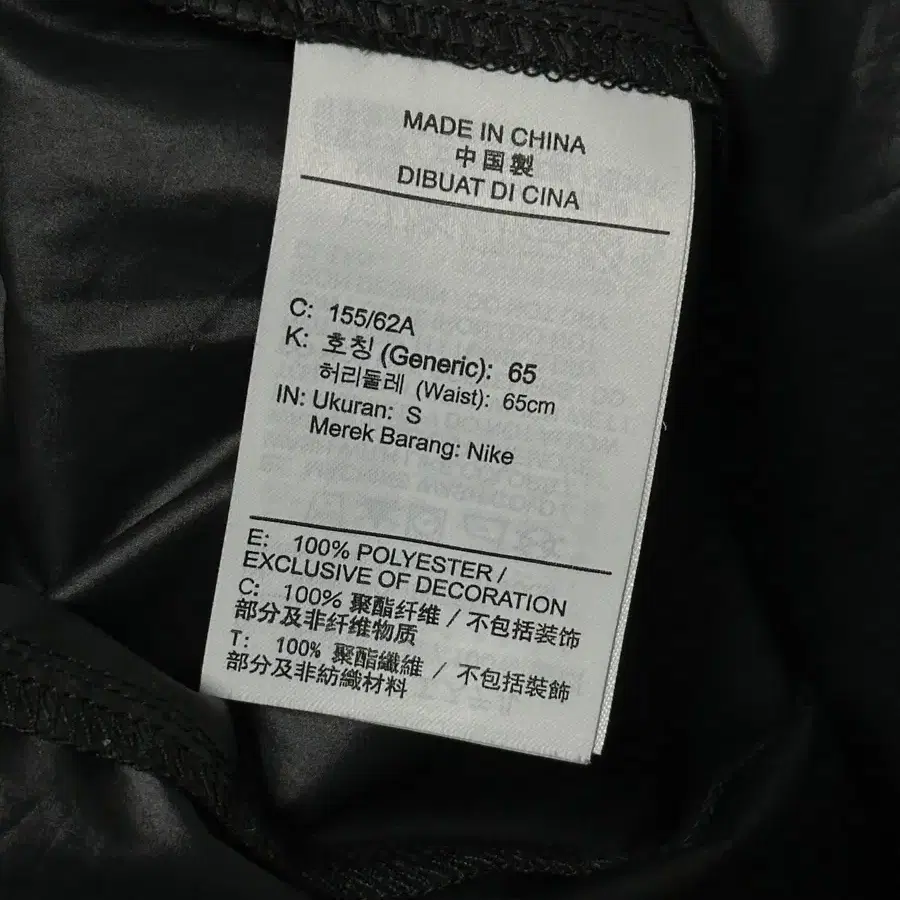 MADE IN CHINA
中国製
DIBUAT DI CINA
C: 155/62A
K: 호칭 (Generic): 65
허리둘레 (Waist): 65cm
IN: Ukuran: S
Merek Barang: Nike
E: 100% POLYESTER /
EXCLUSIVE OF DECORATION
C: 100% 聚酯纤维 / 不包括装饰
部分及非纤维物质
T: 100% 聚酯纖維 / 不包括裝飾
部分及非紡織材料